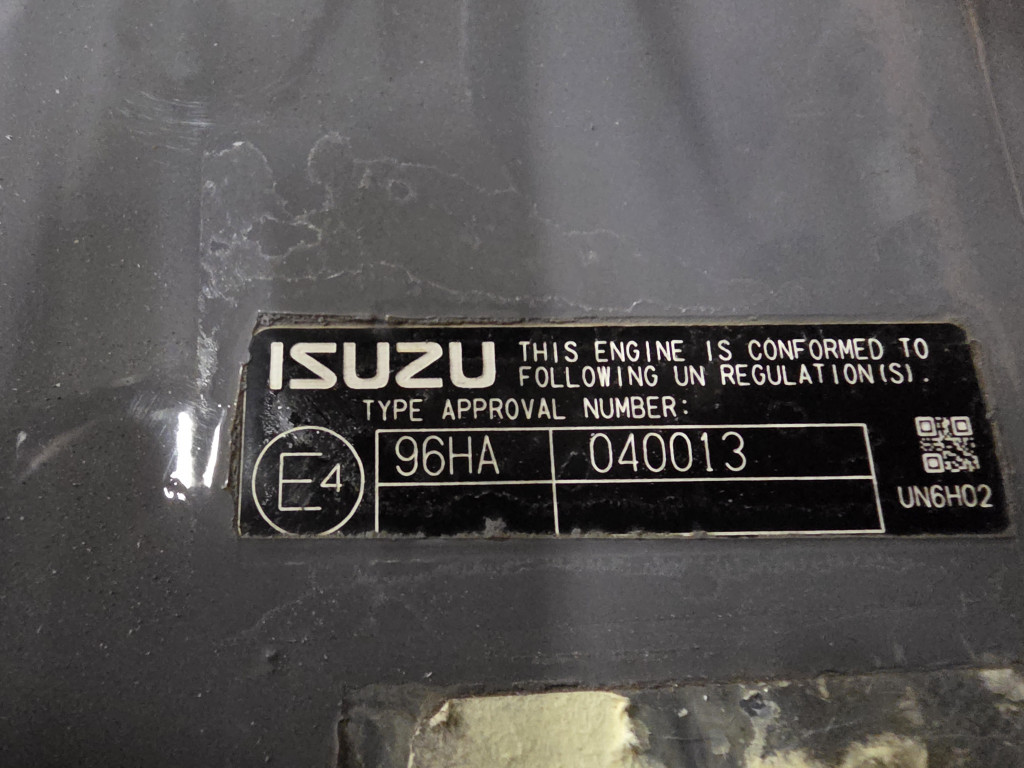 ISUZU THIS ENGINE IS CONFORMED TO
FOLLOWING UN REGULATION(S).
TYPE APPROVAL NUMBER:
E4 96HA 040013
UN6H02